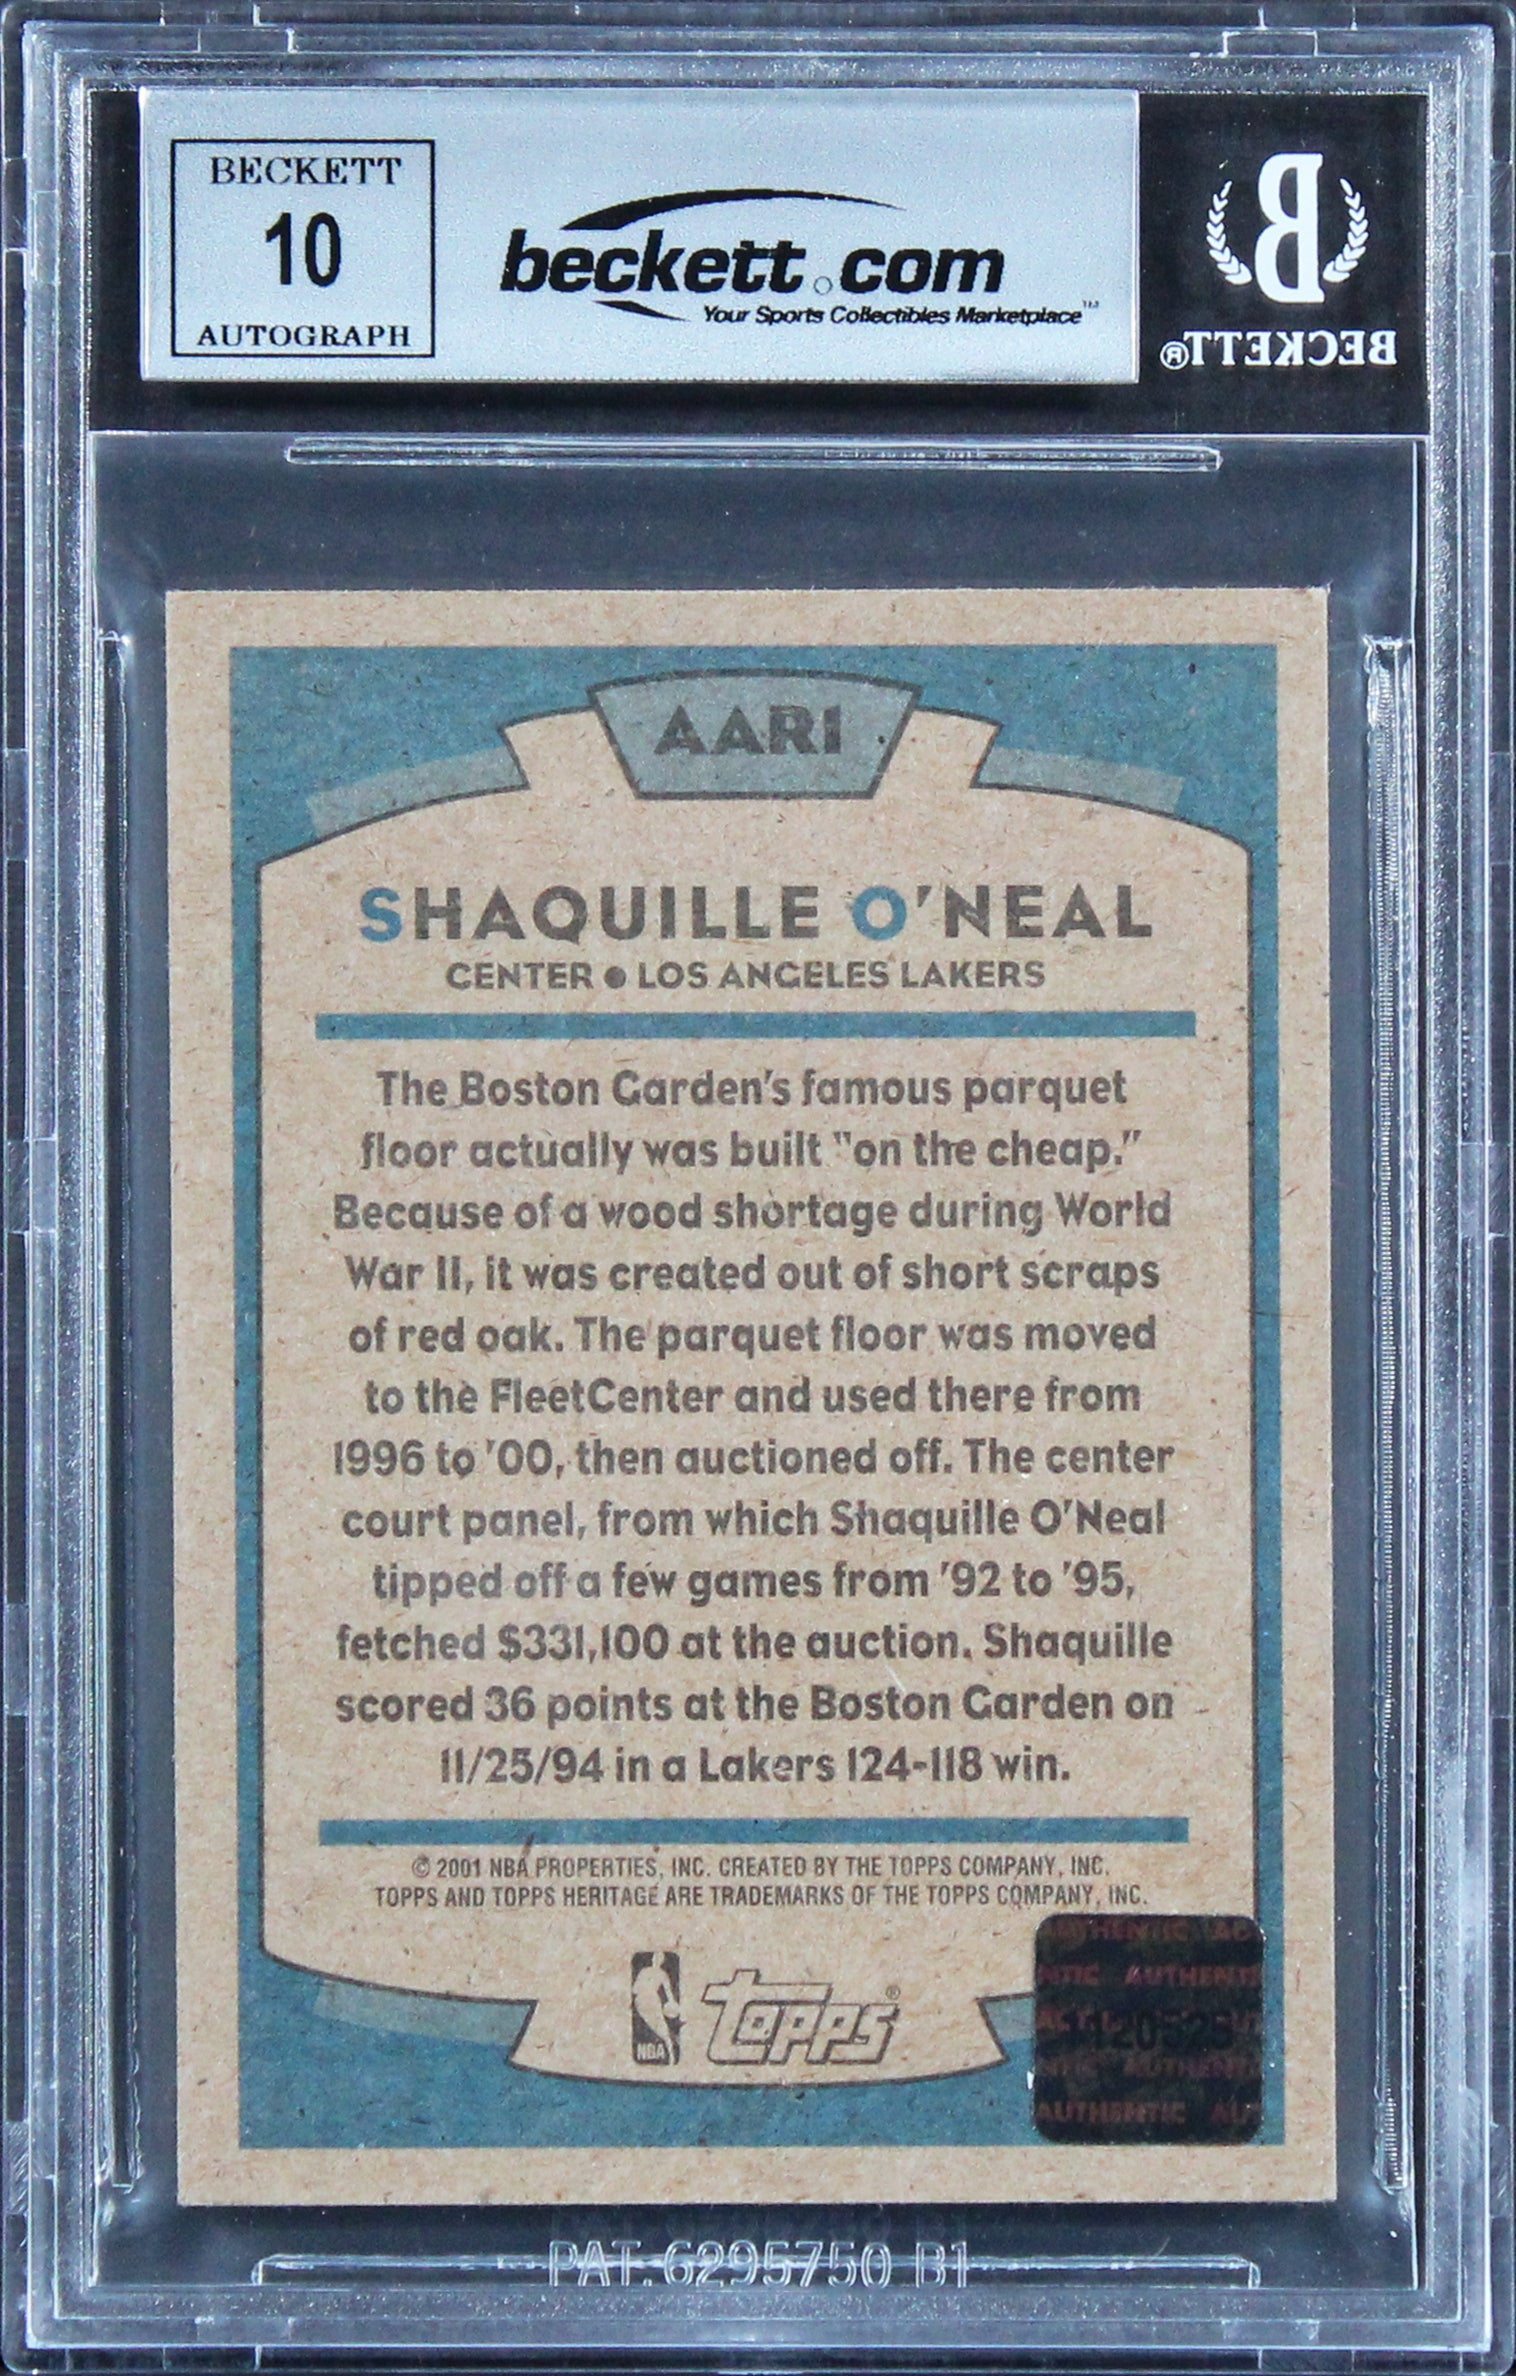 BECKETT
10
AUTOGRAPH
beckett.com
Your Sports Collectibles Marketplace™
B
BECKETT®
AAR1
SHAQUILLE O'NEAL
CENTER • LOS ANGELES LAKERS
The Boston Garden's famous parquet
floor actually was built "on the cheap."
Because of a wood shortage during World
War II, it was created out of short scraps
of red oak. The parquet floor was moved
to the FleetCenter and used there from
1996 to '00, then auctioned off. The center
court panel, from which Shaquille O'Neal
tipped off a few games from '92 to '95,
fetched $331,100 at the auction. Shaquille
scored 36 points at the Boston Garden on
11/25/94 in a Lakers 124-118 win.
© 2001 NBA PROPERTIES, INC. CREATED BY THE TOPPS COMPANY, INC.
TOPPS AND TOPPS HERITAGE ARE TRADEMARKS OF THE TOPPS COMPANY, INC.
NBA
TOPPS®
AUTHENTIC
AUTHENTIC
AUTHENTIC
PAT. 6295750 B1